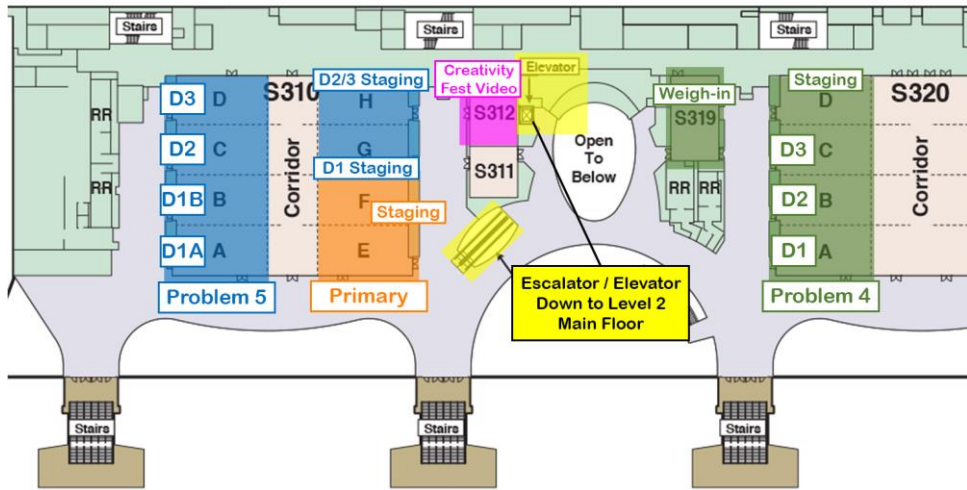 Stairs
Stairs
Stairs
D2/3 Staging
Creativity
Fest Video
Elevator
Weigh-in
Staging
RR
D3
D
S310
H
S312
S319
D
S320
D2
C
G
Open
To
Below
D3
C
S311
D1 Staging
RR
Corridor
RR
RR
Corridor
D1B
B
F
Staging
D2
B
D1A
A
E
D1
A
Problem 5
Primary
Escalator / Elevator
Down to Level 2
Main Floor
Problem 4
Stairs
Stairs
Stairs